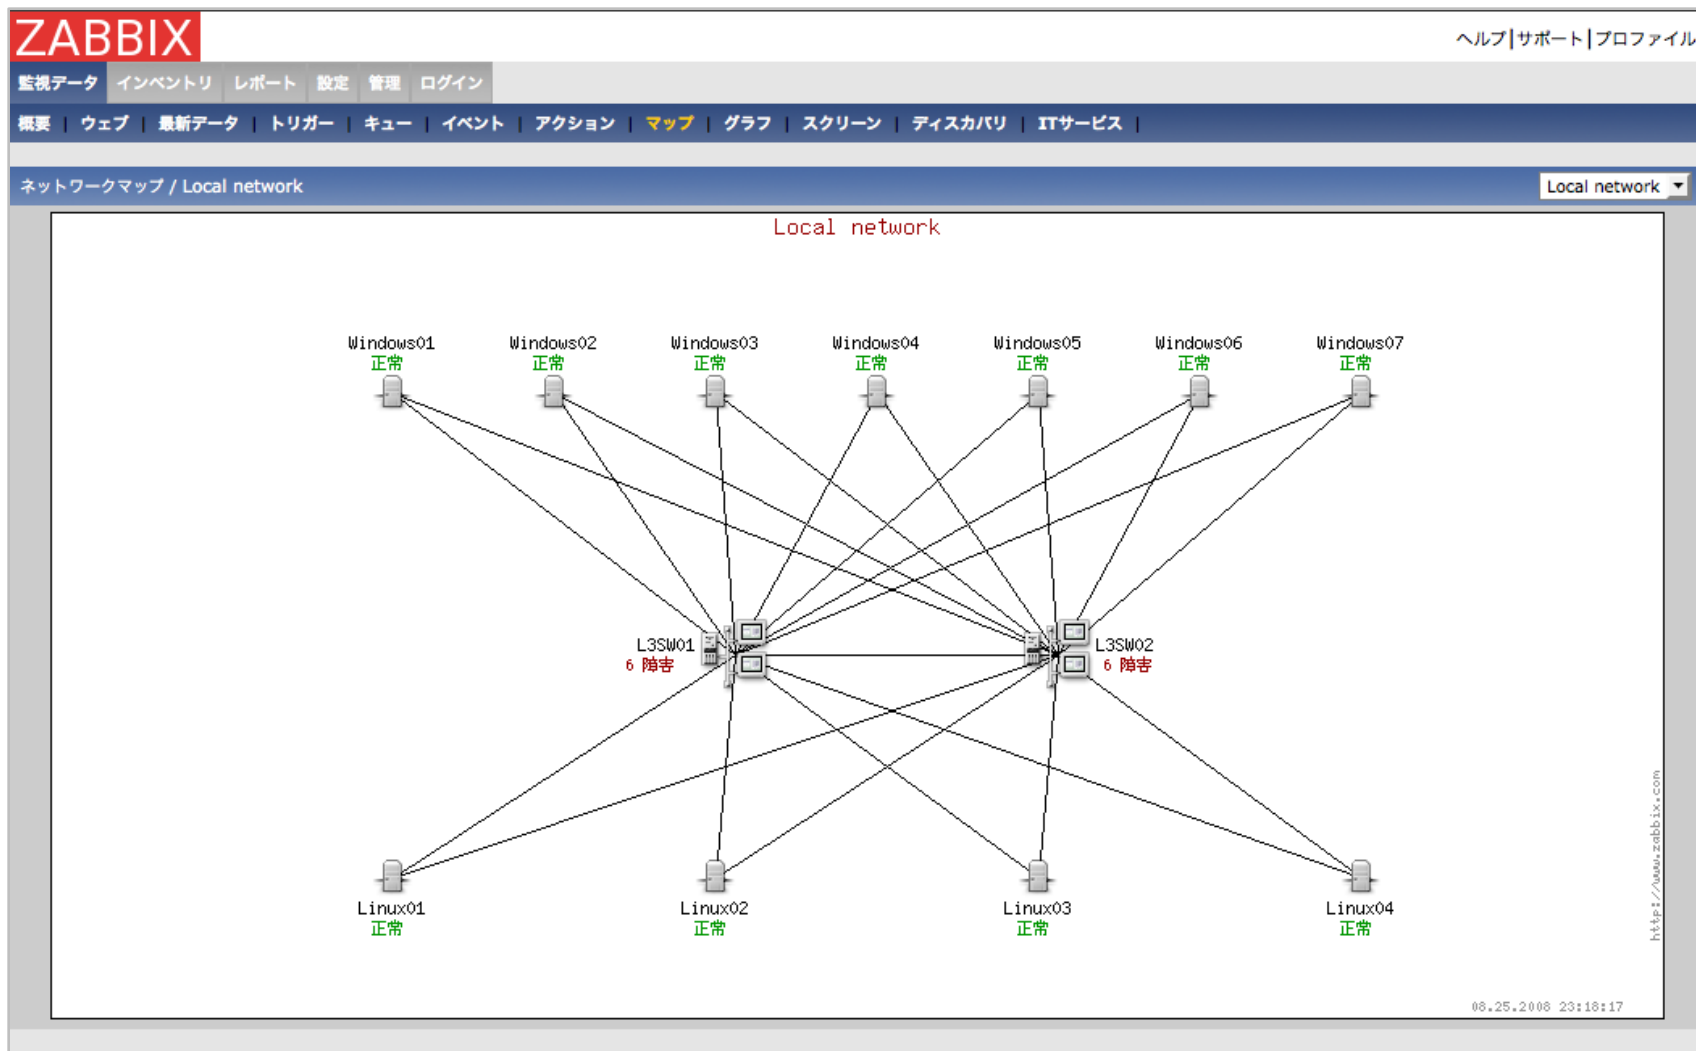 ZABBIX
ヘルプ|サポート|プロファイル
監視データ インベントリ レポート 設定 管理 ログイン
概要 | ウェブ | 最新データ | トリガー | キュー | イベント | アクション | マップ | グラフ | スクリーン | ディスカバリ | ITサービス |
ネットワークマップ / Local network
Local network
Local network
Windows01 Windows02 Windows03 Windows04 Windows05 Windows06 Windows07
正常 正常 正常 正常 正常 正常 正常
L3SW01 L3SW02
6 障害 6 障害
Linux01 Linux02 Linux03 Linux04
正常 正常 正常 正常
http://www.zabbix.com
08.25.2008 23:18:17